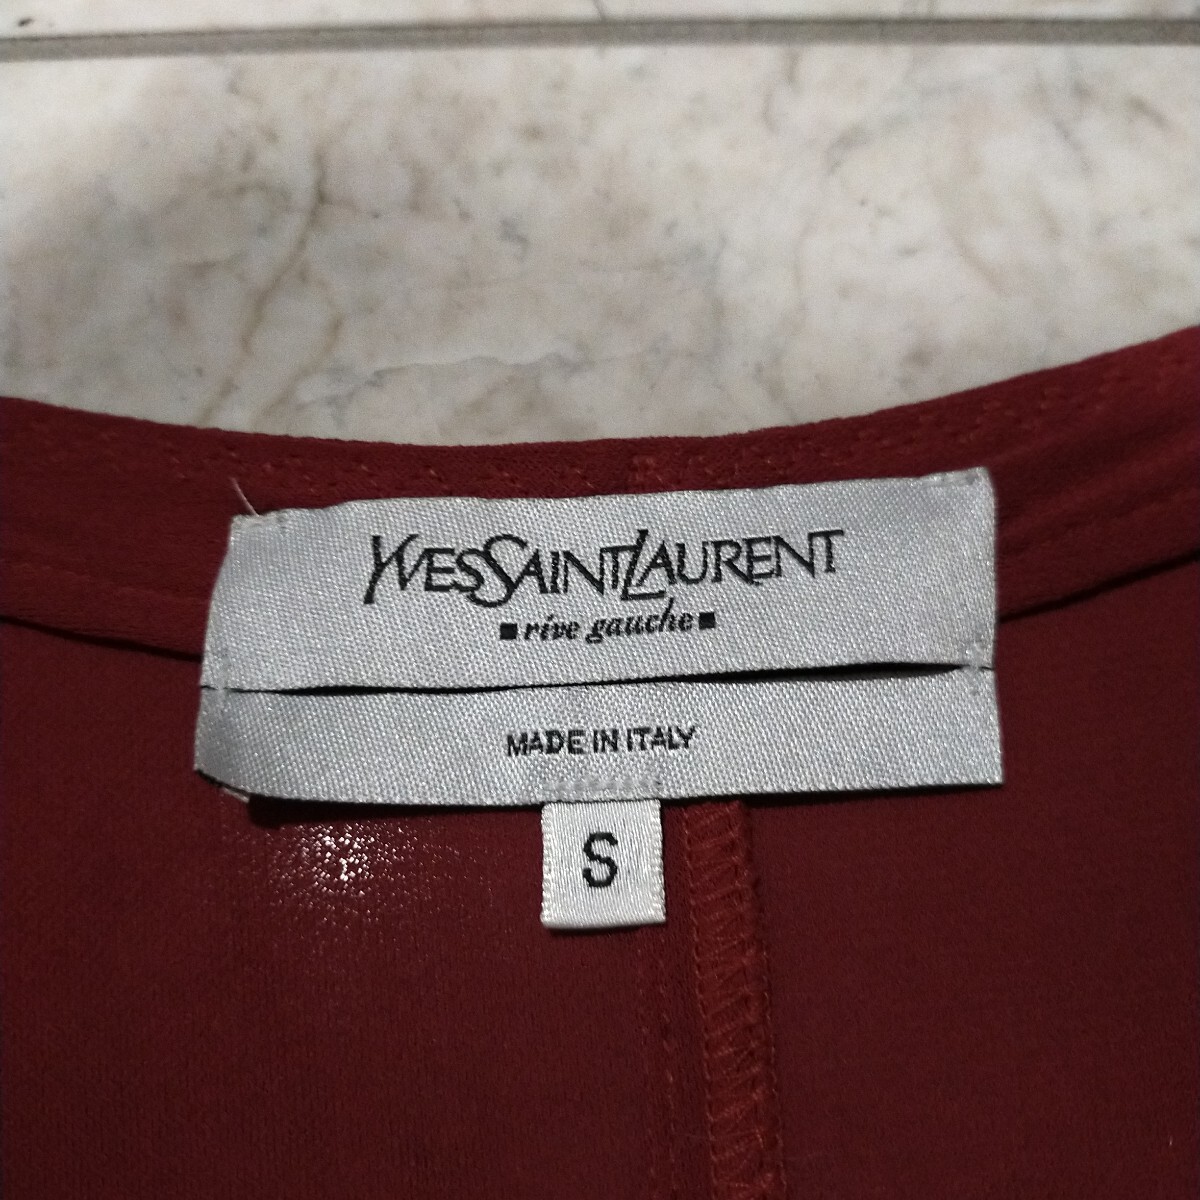 YVESSAINTLAURENT
▪rive gauche▪
MADE IN ITALY
S